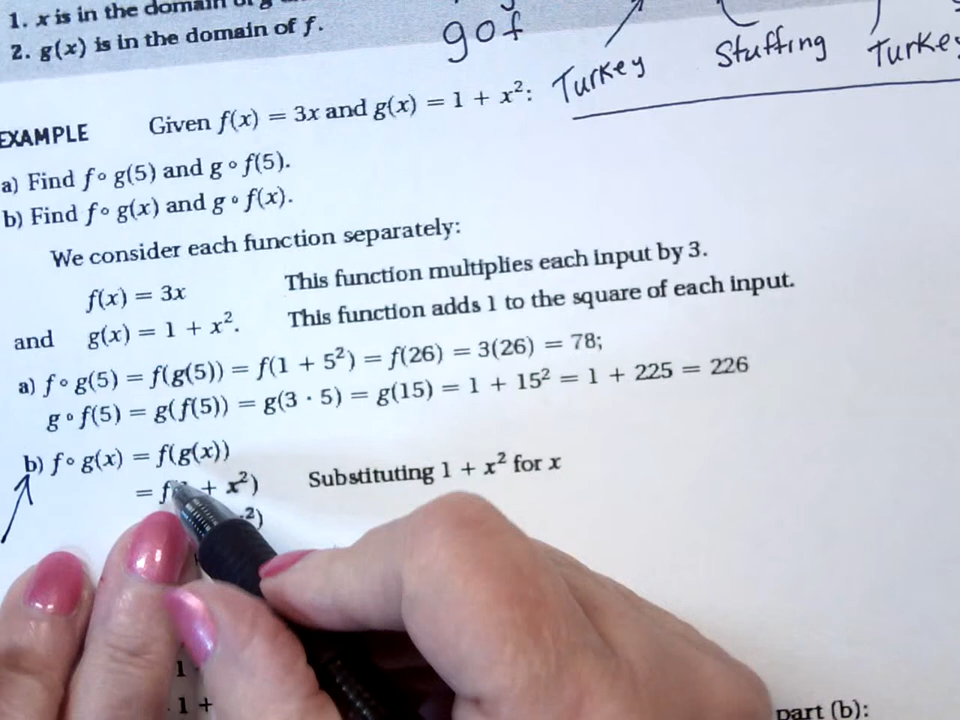 1. x is in the domain of g
2. g(x) is in the domain of f.
gof
Turkey
Stuffing
Turkey
EXAMPLE Given f(x) = 3x and g(x) = 1 + x²:
a) Find f∘g(5) and g∘f(5).
b) Find f∘g(x) and g∘f(x).
We consider each function separately:
f(x) = 3x This function multiplies each input by 3.
and g(x) = 1 + x². This function adds 1 to the square of each input.
a) f∘g(5) = f(g(5)) = f(1 + 5²) = f(26) = 3(26) = 78;
g∘f(5) = g(f(5)) = g(3 · 5) = g(15) = 1 + 15² = 1 + 225 = 226
b) f∘g(x) = f(g(x))
= f( + x²) Substituting 1 + x² for x
²)
1
1 +
part (b):